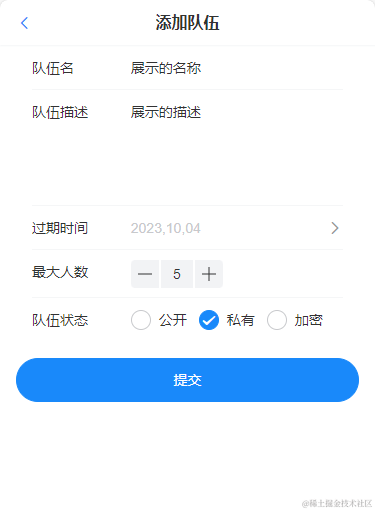 添加队伍
队伍名 展示的名称
队伍描述 展示的描述
过期时间 2023,10,04
最大人数 5
队伍状态 公开 私有 加密
提交
@稀土掘金技术社区